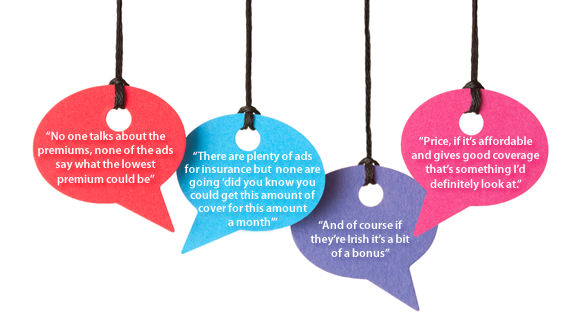 “No one talks about the
premiums, none of the ads
say what the lowest
premium could be”
“There are plenty of ads
for insurance but none are
going ‘did you know you
could get this amount of
cover for this amount
a month’”
“And of course if
they’re Irish it’s a bit
of a bonus”
“Price, if it’s affordable
and gives good coverage
that’s something I’d
definitely look at.”